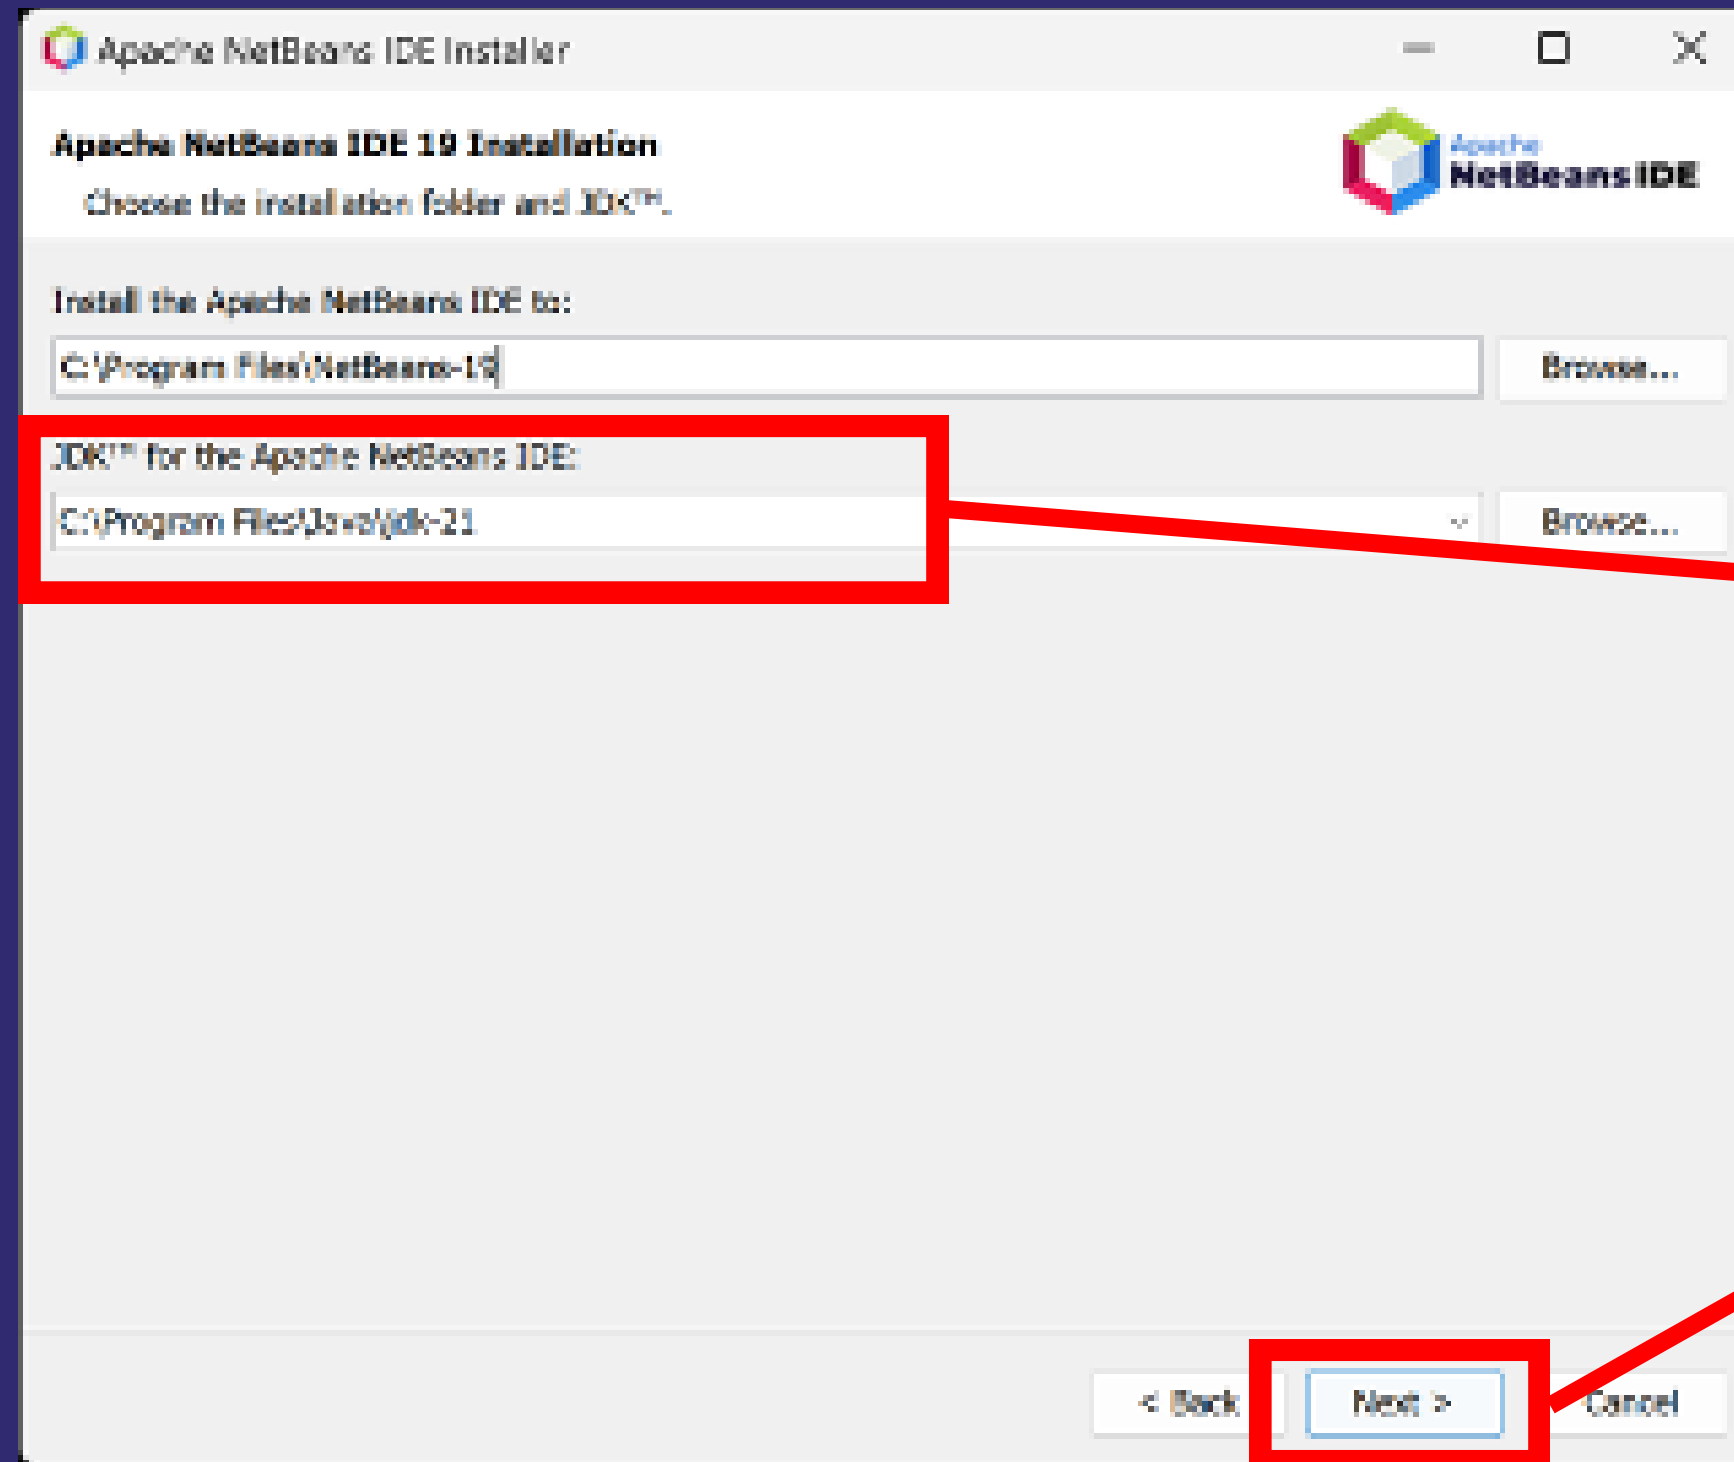 Apache NetBeans IDE Installer
Apache NetBeans IDE 19 Installation
Choose the installation folder and JDK™.
Apache
NetBeans IDE
Install the Apache NetBeans IDE to:
C:\Program Files\NetBeans-19
Browse...
JDK™ for the Apache NetBeans IDE:
C:\Program Files\Java\jdk-21
Browse...
< Back
Next >
Cancel